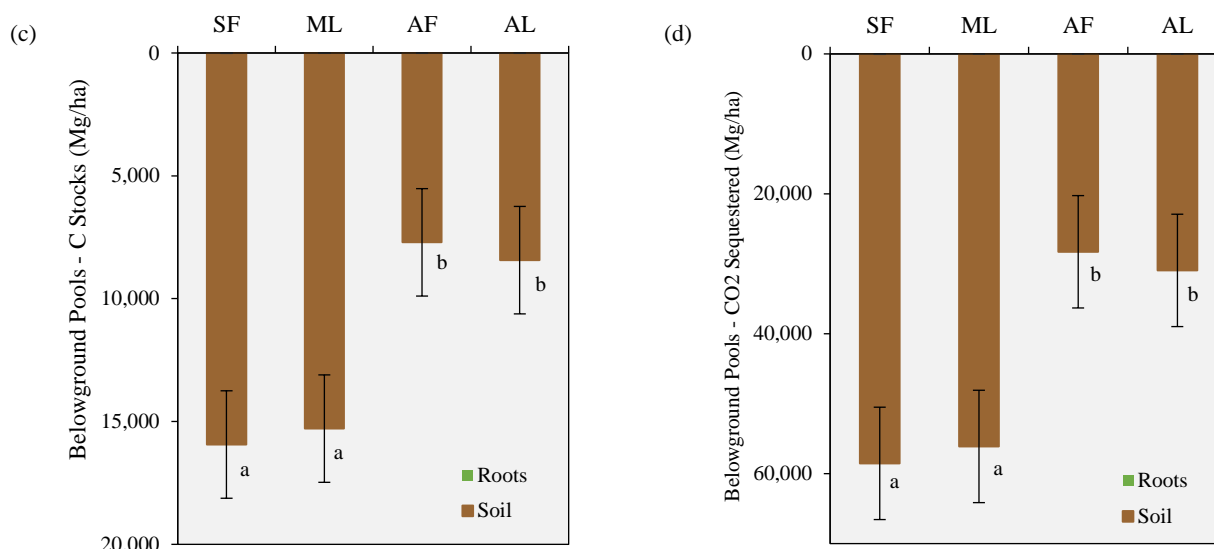 (c)
SF ML AF AL
0
5,000
10,000
15,000
20,000
Belowground Pools - C Stocks (Mg/ha)
a
a
b
b
Roots
Soil
(d)
SF ML AF AL
0
20,000
40,000
60,000
Belowground Pools - CO2 Sequestered (Mg/ha)
a
a
b
b
Roots
Soil